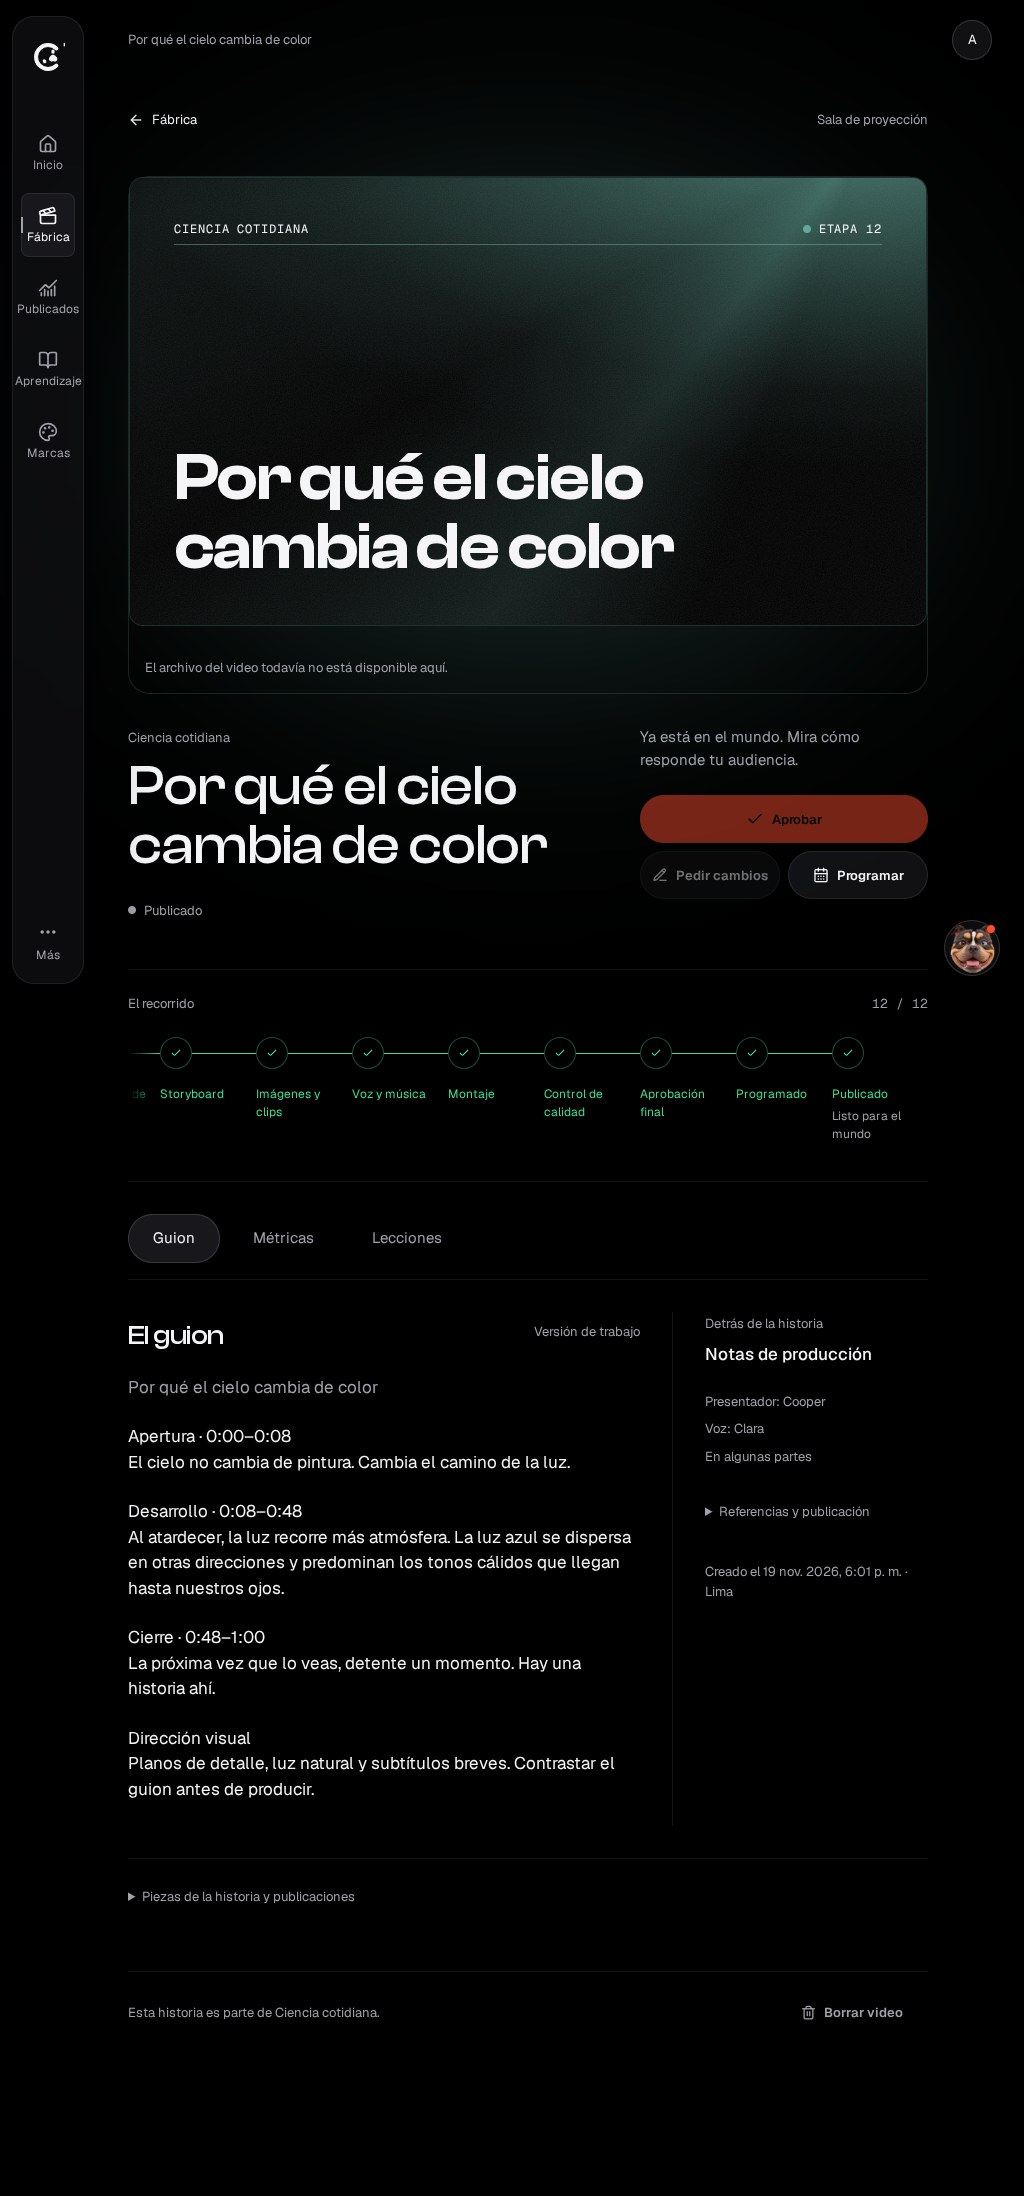 Por qué el cielo cambia de color
A
Inicio
Fábrica
Publicados
Aprendizaje
Marcas
Más
Fábrica
Sala de proyección
CIENCIA COTIDIANA
ETAPA 12
Por qué el cielo
cambia de color
El archivo del video todavía no está disponible aquí.
Ciencia cotidiana
Por qué el cielo
cambia de color
Publicado
Ya está en el mundo. Mira cómo
responde tu audiencia.
Aprobar
Pedir cambios
Programar
El recorrido
12 / 12
de
Storyboard
Imágenes y
clips
Voz y música
Montaje
Control de
calidad
Aprobación
final
Programado
Publicado
Listo para el
mundo
Guion
Métricas
Lecciones
El guion
Versión de trabajo
Por qué el cielo cambia de color
Apertura · 0:00–0:08
El cielo no cambia de pintura. Cambia el camino de la luz.
Desarrollo · 0:08–0:48
Al atardecer, la luz recorre más atmósfera. La luz azul se dispersa
en otras direcciones y predominan los tonos cálidos que llegan
hasta nuestros ojos.
Cierre · 0:48–1:00
La próxima vez que lo veas, detente un momento. Hay una
historia ahí.
Dirección visual
Planos de detalle, luz natural y subtítulos breves. Contrastar el
guion antes de producir.
Detrás de la historia
Notas de producción
Presentador: Cooper
Voz: Clara
En algunas partes
Referencias y publicación
Creado el 19 nov. 2026, 6:01 p. m. ·
Lima
Piezas de la historia y publicaciones
Esta historia es parte de Ciencia cotidiana.
Borrar video